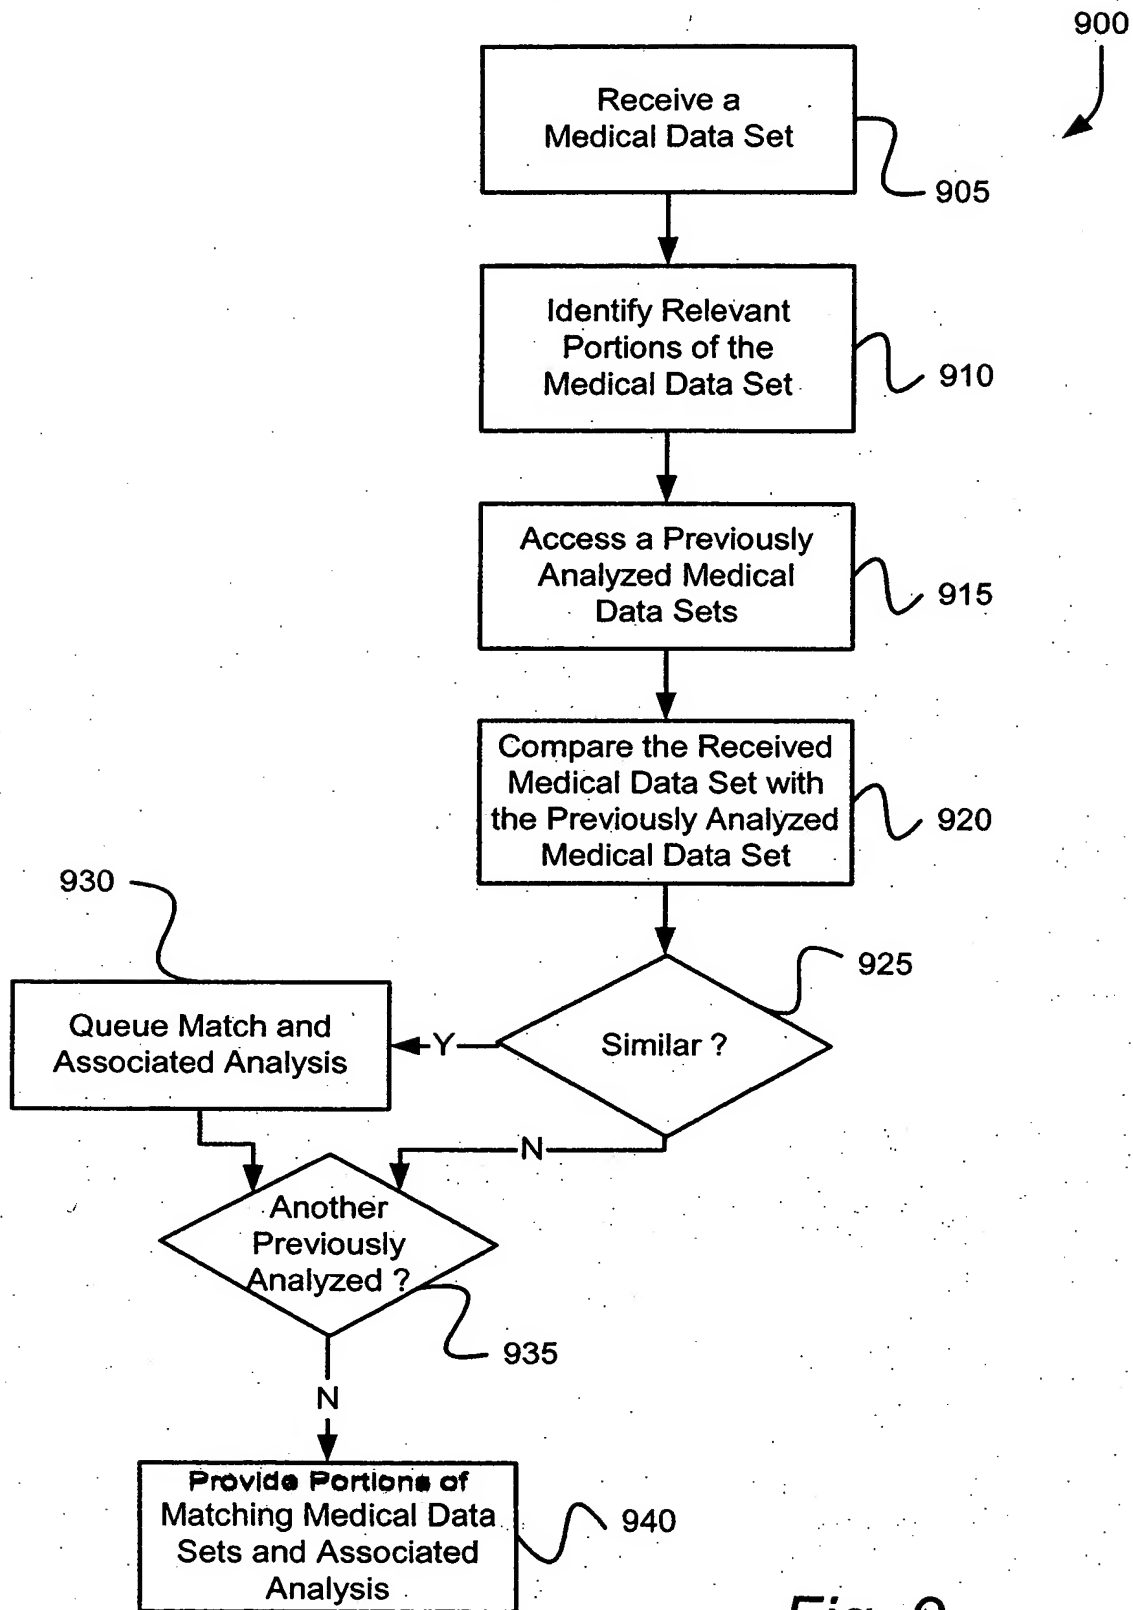 900
Receive a
Medical Data Set
905
Identify Relevant
Portions of the
Medical Data Set
910
Access a Previously
Analyzed Medical
Data Sets
915
Compare the Received
Medical Data Set with
the Previously Analyzed
Medical Data Set
920
930
925
Queue Match and
Associated Analysis
Y
Similar ?
N
Another
Previously
Analyzed ?
935
N
Provide Portions of
Matching Medical Data
Sets and Associated
Analysis
940
Fig. 9